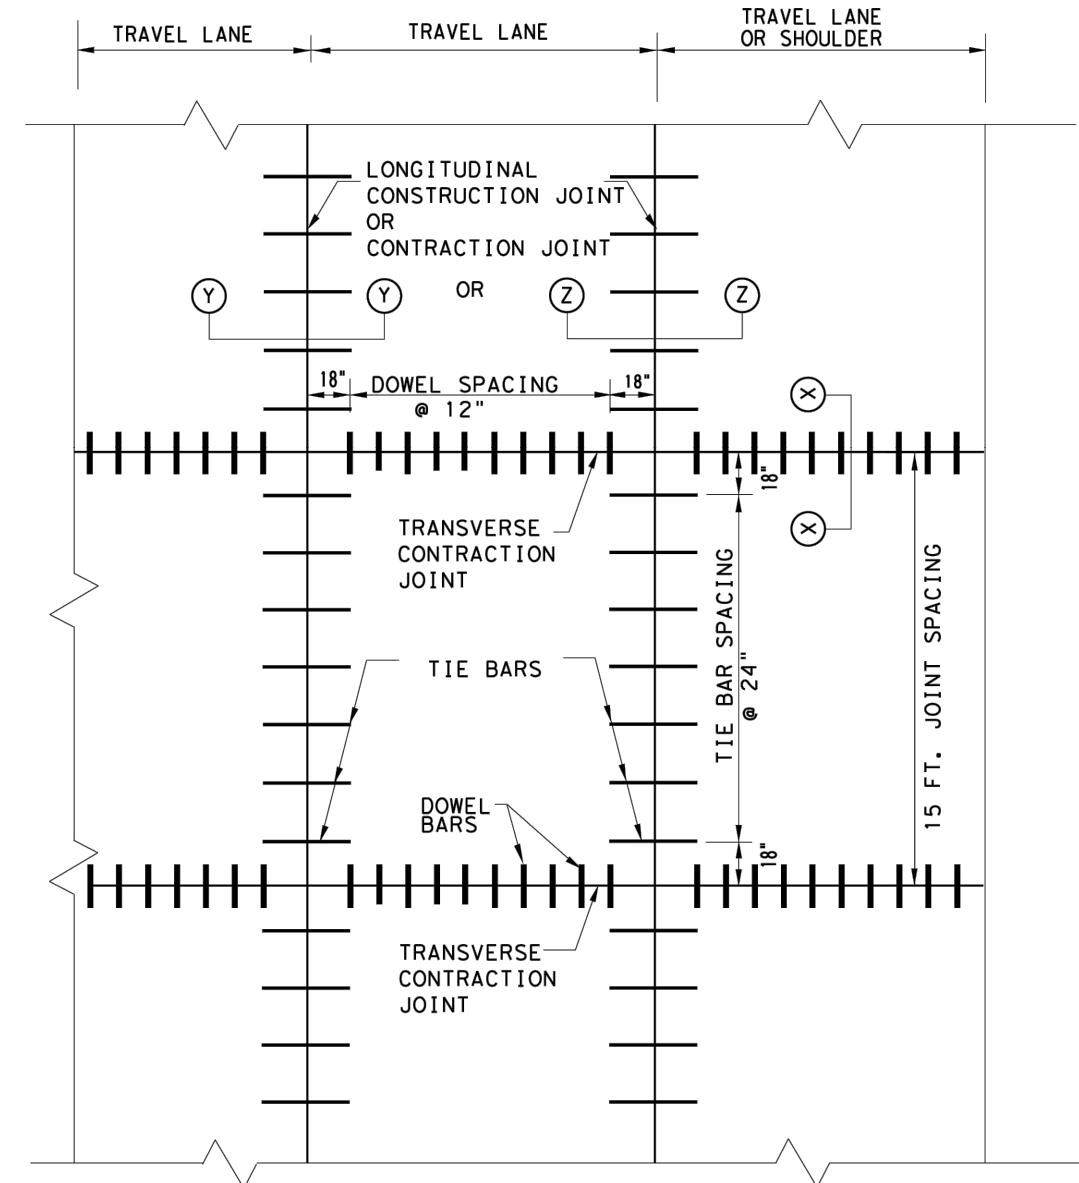 TRAVEL LANE
TRAVEL LANE
TRAVEL LANE
OR SHOULDER
LONGITUDINAL
CONSTRUCTION JOINT
OR
CONTRACTION JOINT
OR
Y
Y
Z
Z
18"
DOWEL SPACING
@ 12"
18"
X
X
18"
TRANSVERSE
CONTRACTION
JOINT
TIE BAR SPACING
@ 24"
15 FT. JOINT SPACING
TIE BARS
DOWEL
BARS
18"
TRANSVERSE
CONTRACTION
JOINT